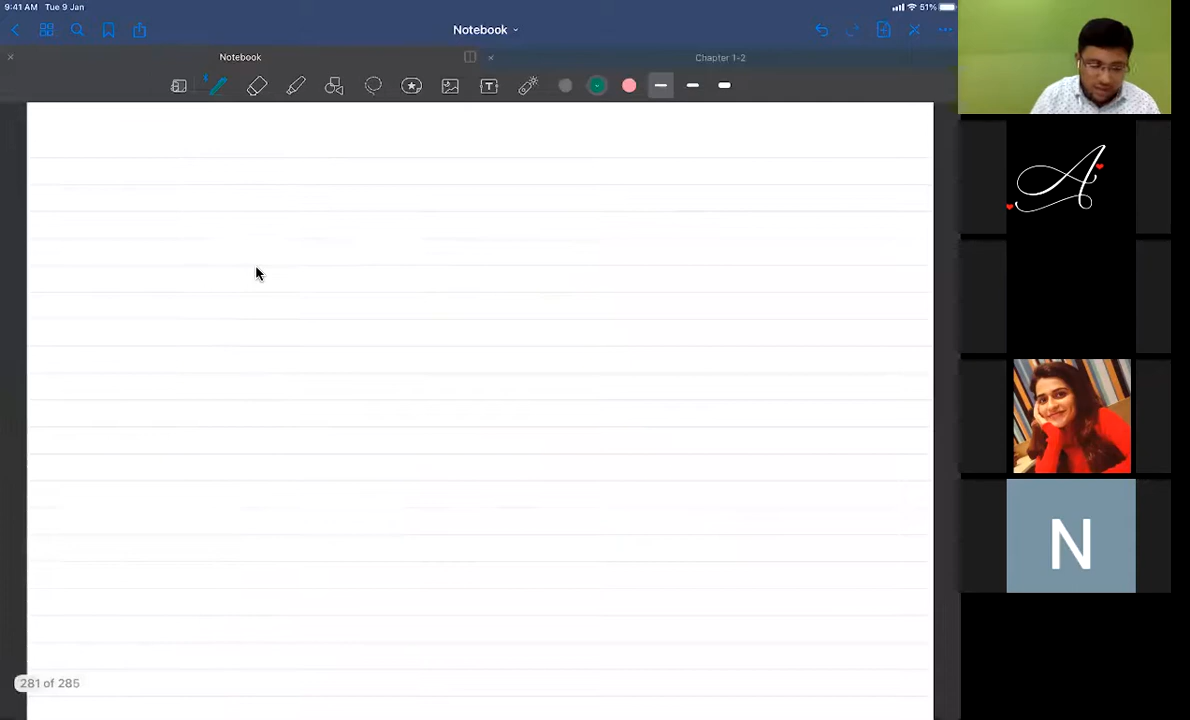 9:41 AM Tue 9 Jan
51%
Notebook
Notebook
Chapter 1-2
T
A
N
281 of 285